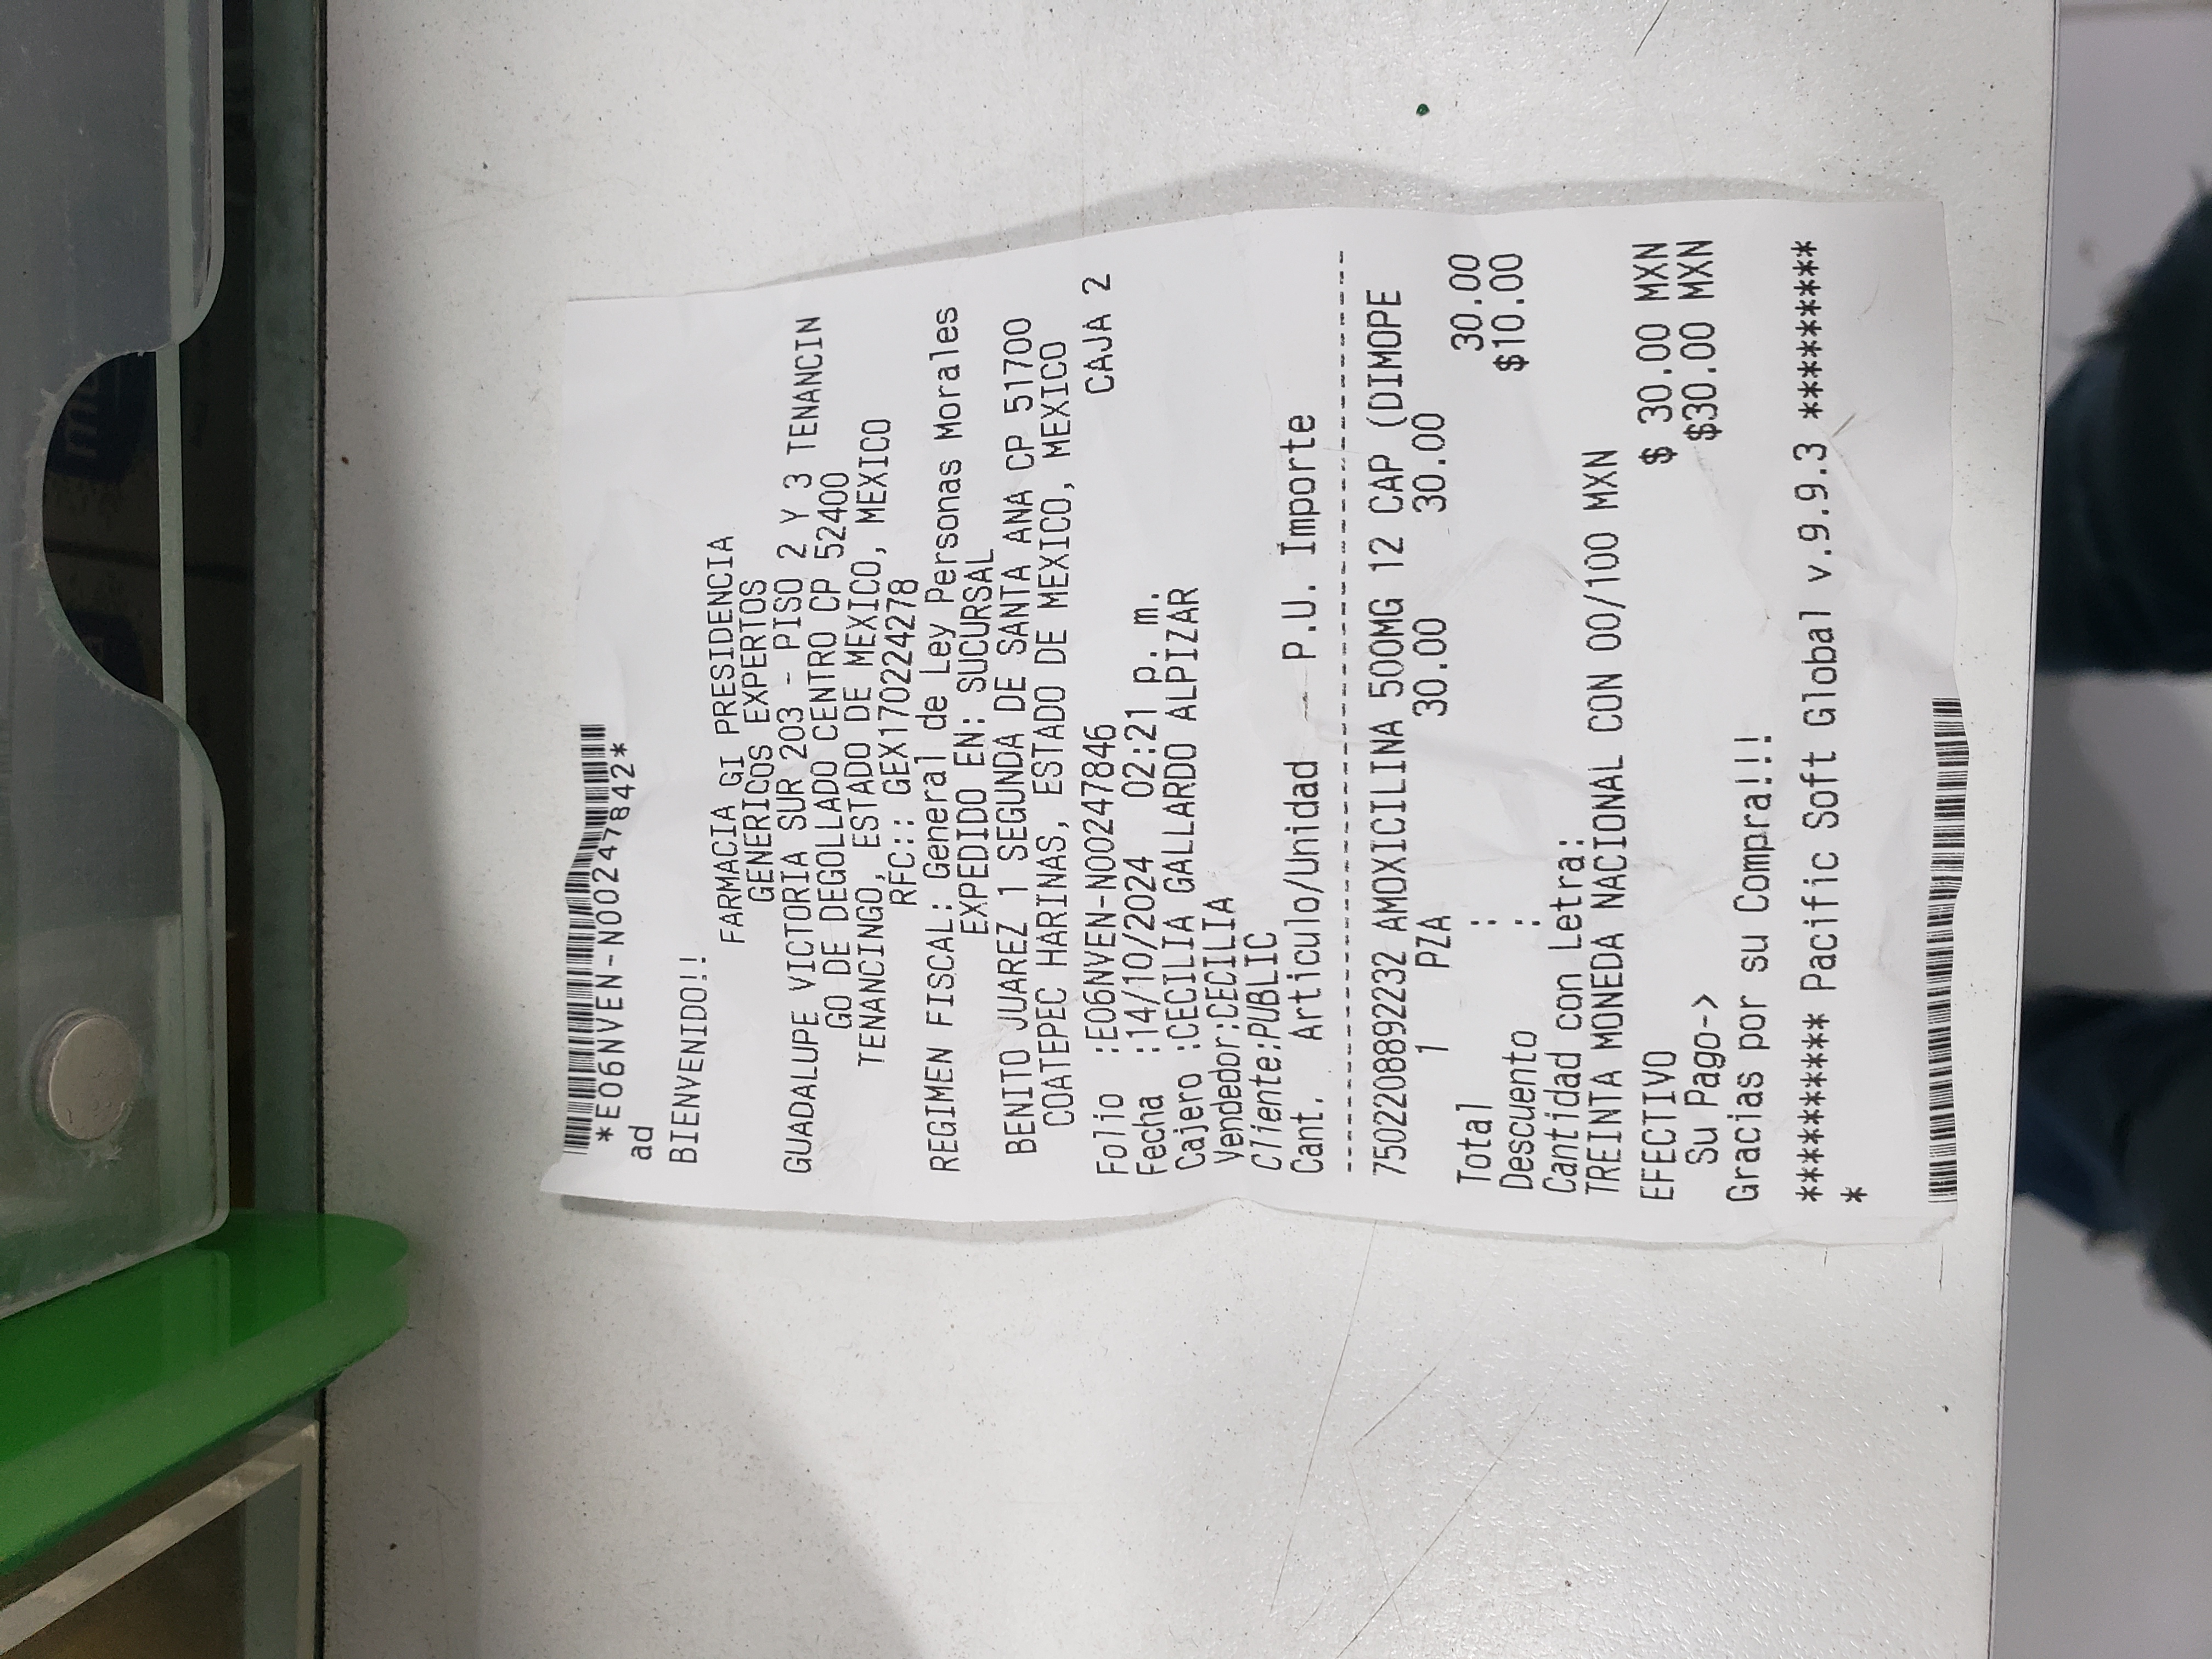 *E06NVEN-N00247842*
ad
BIENVENIDO!!
FARMACIA GI PRESIDENCIA
GENERICOS EXPERTOS
GUADALUPE VICTORIA SUR 203 - PISO 2 Y 3 TENANCIN
GO DE DEGOLLADO CENTRO CP 52400
TENANCINGO, ESTADO DE MEXICO, MEXICO
RFC:: GEX170224278
REGIMEN FISCAL: General de Ley Personas Morales
EXPEDIDO EN: SUCURSAL
BENITO JUAREZ 1 SEGUNDA DE SANTA ANA CP 51700
COATEPEC HARINAS, ESTADO DE MEXICO, MEXICO
Folio :E06NVEN-N00247846 CAJA 2
Fecha :14/10/2024 02:21 p. m.
Cajero :CECILIA GALLARDO ALPIZAR
Vendedor:CECILIA
Cliente:PUBLIC
Cant. Articulo/Unidad P.U. Importe
7502208892232 AMOXICILINA 500MG 12 CAP (DIMOPE
1 PZA 30.00 30.00
Total : 30.00
Descuento : $10.00
Cantidad con Letra:
TREINTA MONEDA NACIONAL CON 00/100 MXN
EFECTIVO $ 30.00 MXN
Su Pago-> $30.00 MXN
Gracias por su Compra!!!
********* Pacific Soft Global v.9.9.3 *********
*